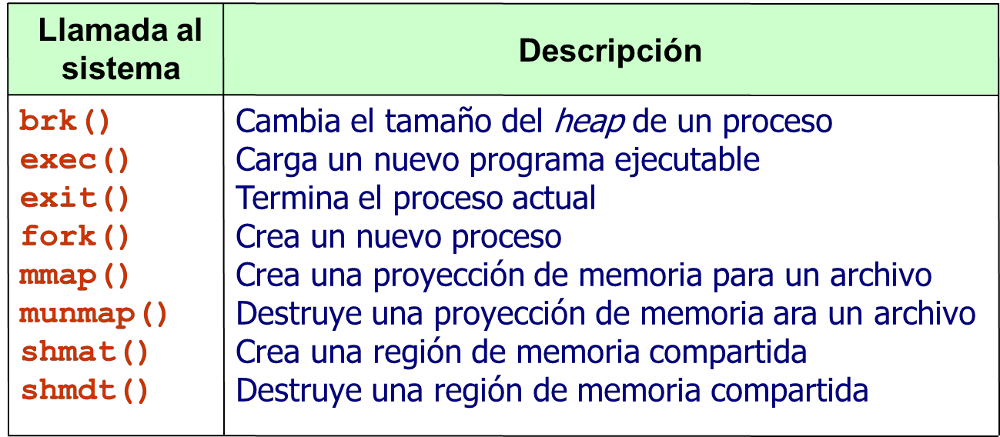 Llamada al
sistema
Descripción
brk() Cambia el tamaño del heap de un proceso
exec() Carga un nuevo programa ejecutable
exit() Termina el proceso actual
fork() Crea un nuevo proceso
mmap() Crea una proyección de memoria para un archivo
munmap() Destruye una proyección de memoria ara un archivo
shmat() Crea una región de memoria compartida
shmdt() Destruye una región de memoria compartida